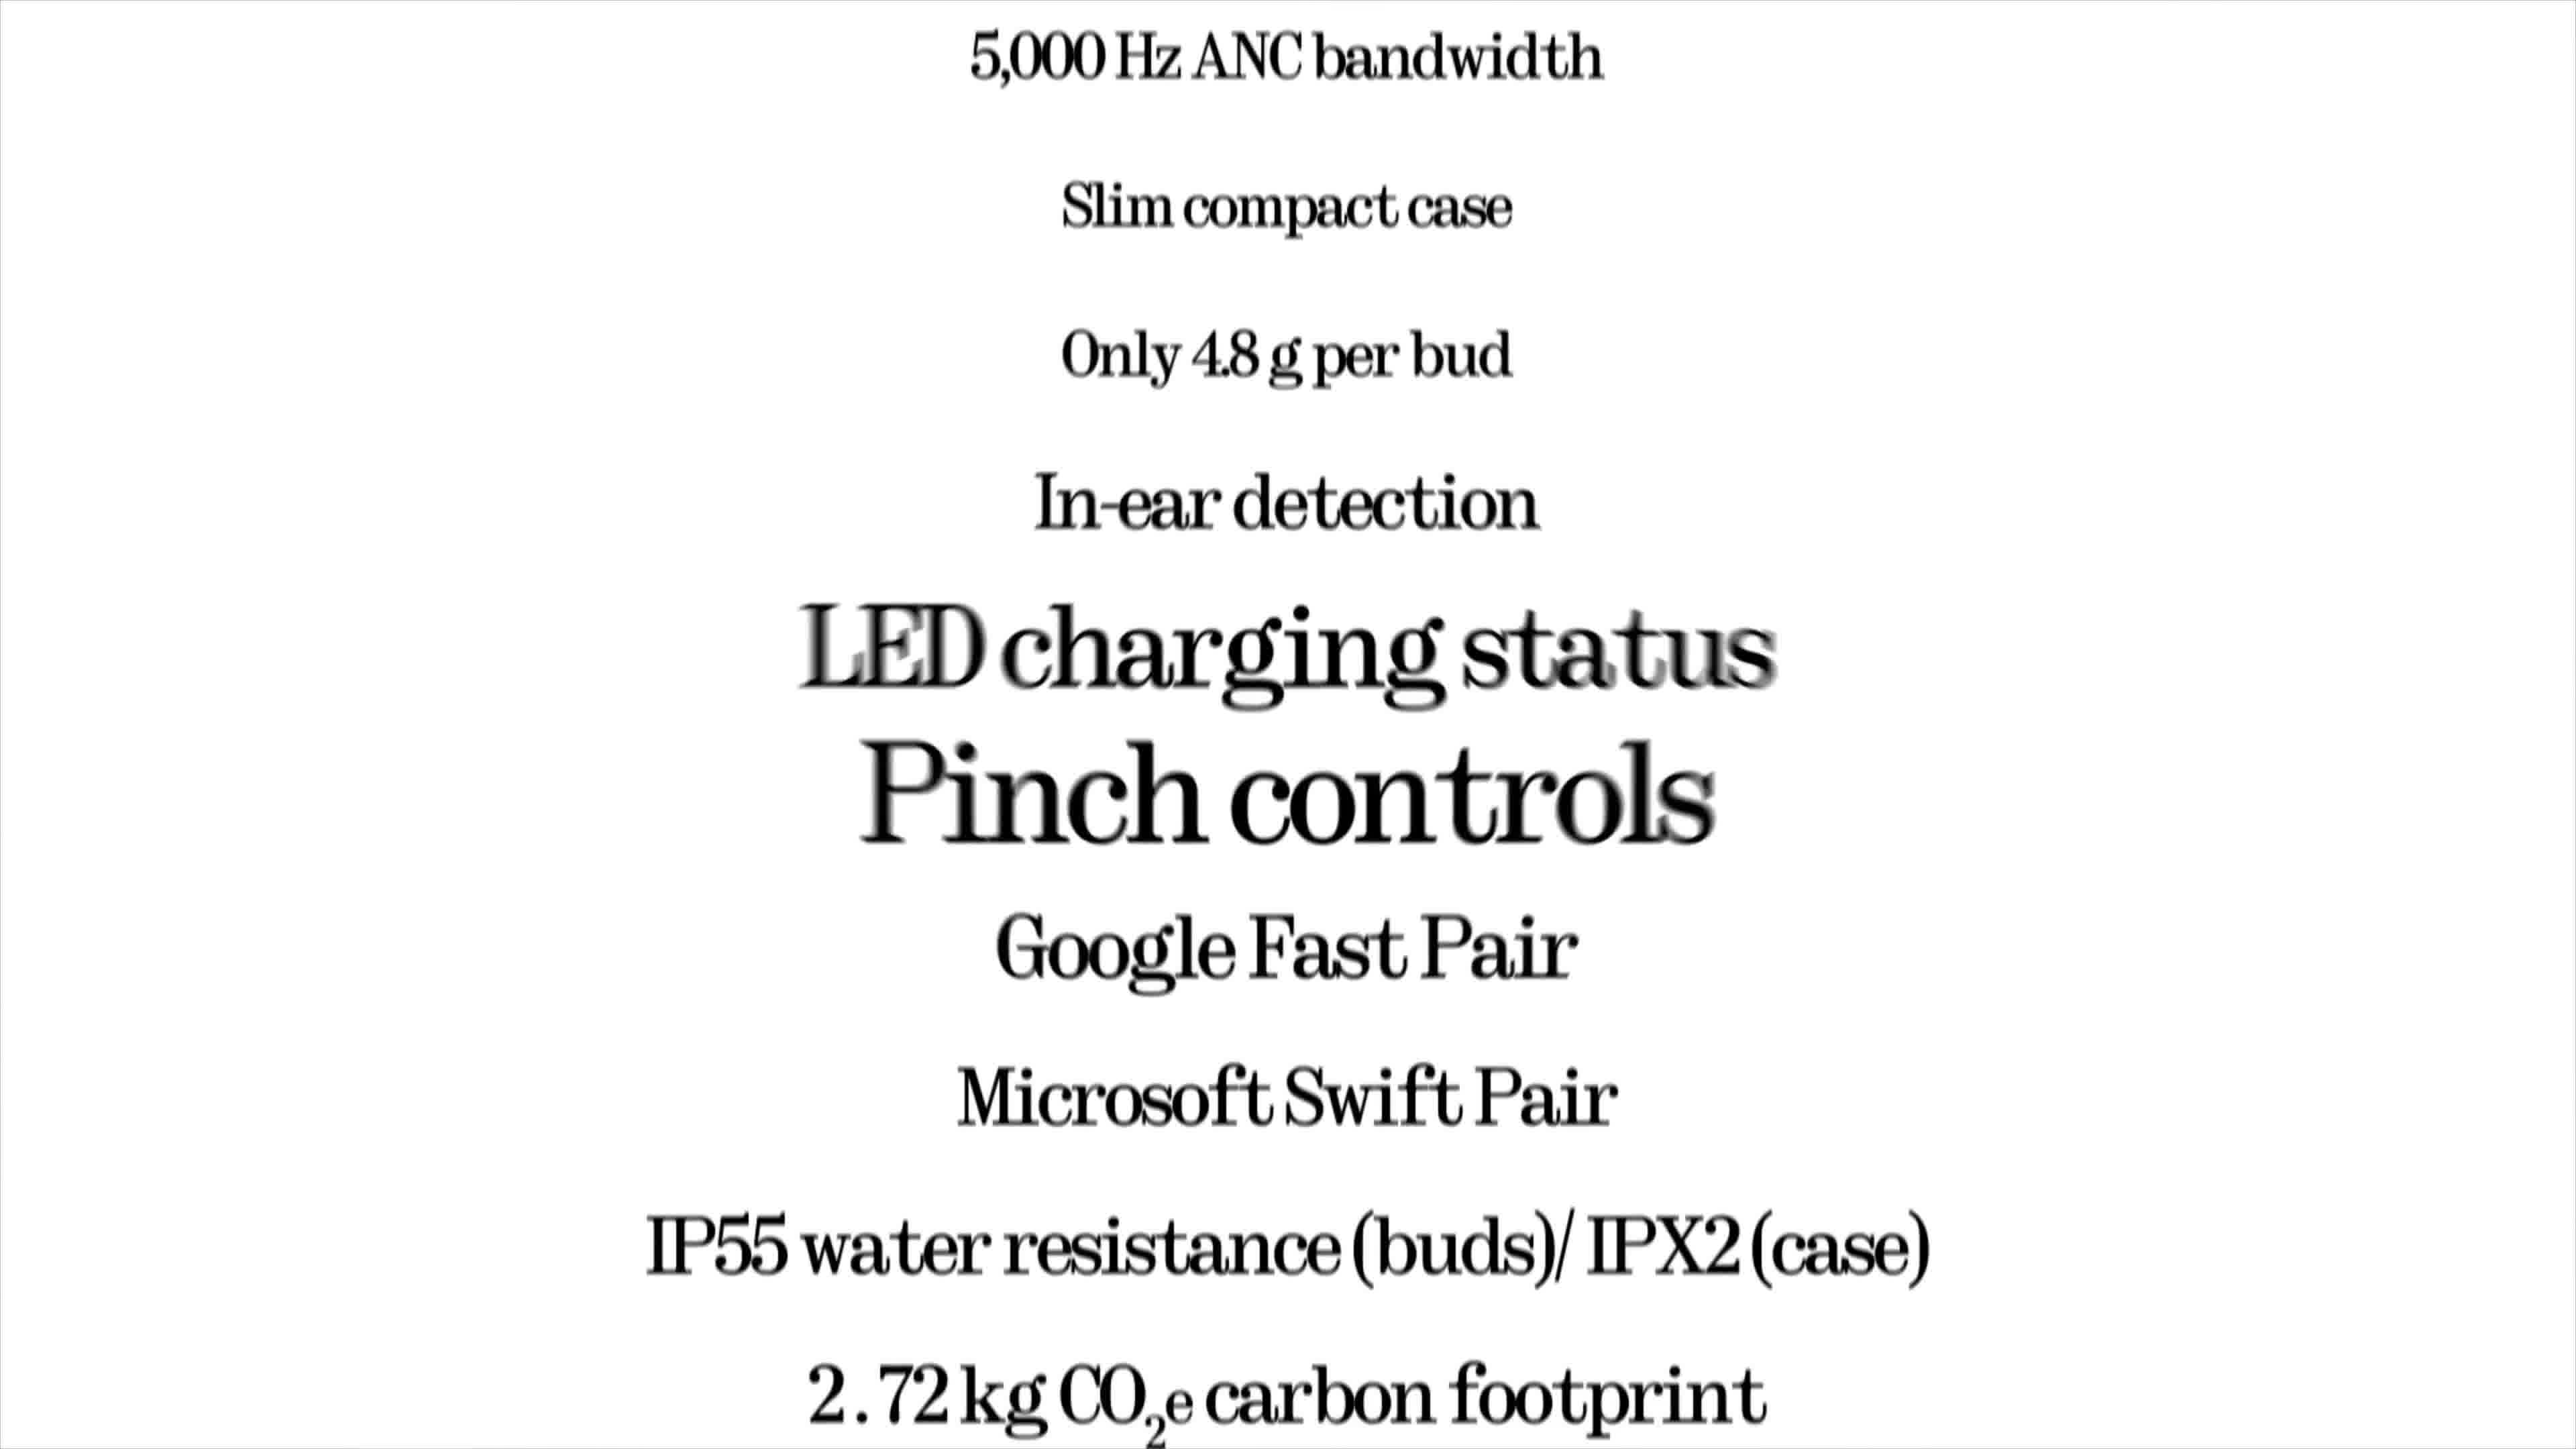 5,000 Hz ANC bandwidth
Slim compact case
Only 4.8 g per bud
In-ear detection
LED charging status
Pinch controls
Google Fast Pair
Microsoft Swift Pair
IP55 water resistance (buds)/ IPX2 (case)
2.72 kg CO₂e carbon footprint